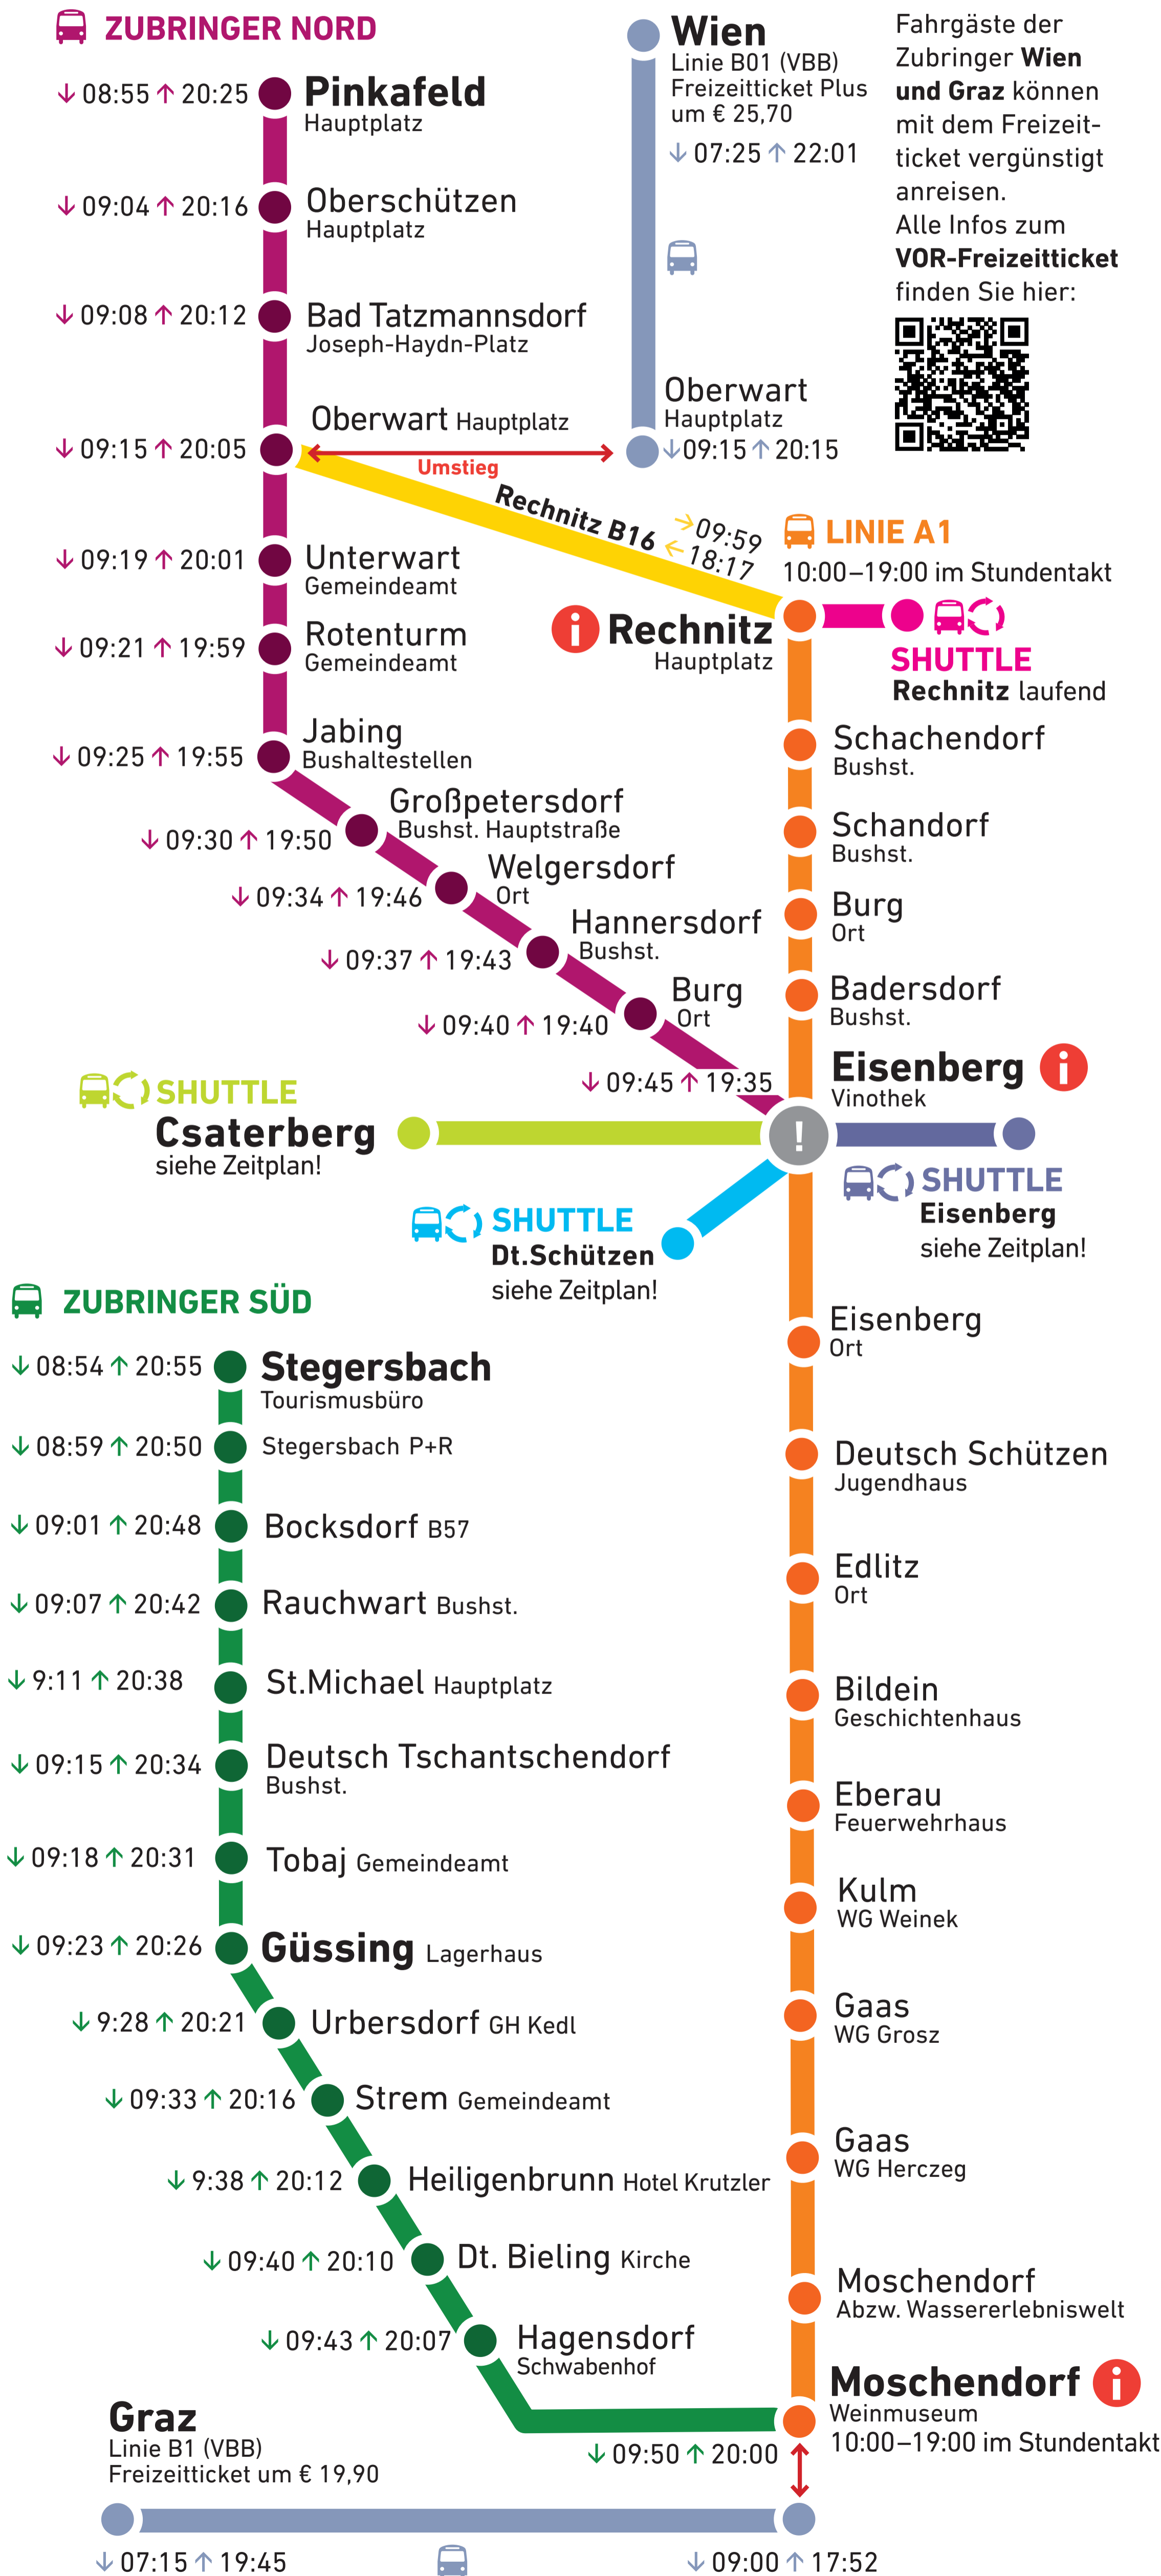 ZUBRINGER NORD
↓ 08:55 ↑ 20:25
Pinkafeld
Hauptplatz
↓ 09:04 ↑ 20:16
Oberschützen
Hauptplatz
↓ 09:08 ↑ 20:12
Bad Tatzmannsdorf
Joseph-Haydn-Platz
↓ 09:15 ↑ 20:05
Oberwart Hauptplatz
Umstieg
↓ 09:19 ↑ 20:01
Unterwart
Gemeindeamt
↓ 09:21 ↑ 19:59
Rotenturm
Gemeindeamt
↓ 09:25 ↑ 19:55
Jabing
Bushaltestellen
Großpetersdorf
Bushst. Hauptstraße
↓ 09:30 ↑ 19:50
Welgersdorf
Ort
↓ 09:34 ↑ 19:46
Hannersdorf
Bushst.
↓ 09:37 ↑ 19:43
Burg
Ort
↓ 09:40 ↑ 19:40
↓ 09:45 ↑ 19:35
Wien
Linie B01 (VBB)
Freizeitticket Plus
um € 25,70
↓ 07:25 ↑ 22:01
Oberwart
Hauptplatz
↓ 09:15 ↑ 20:15
Fahrgäste der
Zubringer Wien
und Graz können
mit dem Freizeit-
ticket vergünstigt
anreisen.
Alle Infos zum
VOR-Freizeitticket
finden Sie hier:
Rechnitz B16
→ 09:59
← 18:17
LINIE A1
10:00–19:00 im Stundentakt
i Rechnitz
Hauptplatz
SHUTTLE
Rechnitz laufend
Schachendorf
Bushst.
Schandorf
Bushst.
Burg
Ort
Badersdorf
Bushst.
Eisenberg i
Vinothek
!
SHUTTLE
Csaterberg
siehe Zeitplan!
SHUTTLE
Dt.Schützen
siehe Zeitplan!
SHUTTLE
Eisenberg
siehe Zeitplan!
Eisenberg
Ort
Deutsch Schützen
Jugendhaus
Edlitz
Ort
Bildein
Geschichtenhaus
Eberau
Feuerwehrhaus
Kulm
WG Weinek
Gaas
WG Grosz
Gaas
WG Herczeg
Moschendorf
Abzw. Wassererlebniswelt
Moschendorf i
Weinmuseum
10:00–19:00 im Stundentakt
ZUBRINGER SÜD
↓ 08:54 ↑ 20:55
Stegersbach
Tourismusbüro
↓ 08:59 ↑ 20:50
Stegersbach P+R
↓ 09:01 ↑ 20:48
Bocksdorf B57
↓ 09:07 ↑ 20:42
Rauchwart Bushst.
↓ 9:11 ↑ 20:38
St.Michael Hauptplatz
↓ 09:15 ↑ 20:34
Deutsch Tschantschendorf
Bushst.
↓ 09:18 ↑ 20:31
Tobaj Gemeindeamt
↓ 09:23 ↑ 20:26
Güssing Lagerhaus
↓ 9:28 ↑ 20:21
Urbersdorf GH Kedl
↓ 09:33 ↑ 20:16
Strem Gemeindeamt
↓ 9:38 ↑ 20:12
Heiligenbrunn Hotel Krutzler
↓ 09:40 ↑ 20:10
Dt. Bieling Kirche
↓ 09:43 ↑ 20:07
Hagensdorf
Schwabenhof
↓ 09:50 ↑ 20:00
Graz
Linie B1 (VBB)
Freizeitticket um € 19,90
↓ 07:15 ↑ 19:45
↓ 09:00 ↑ 17:52